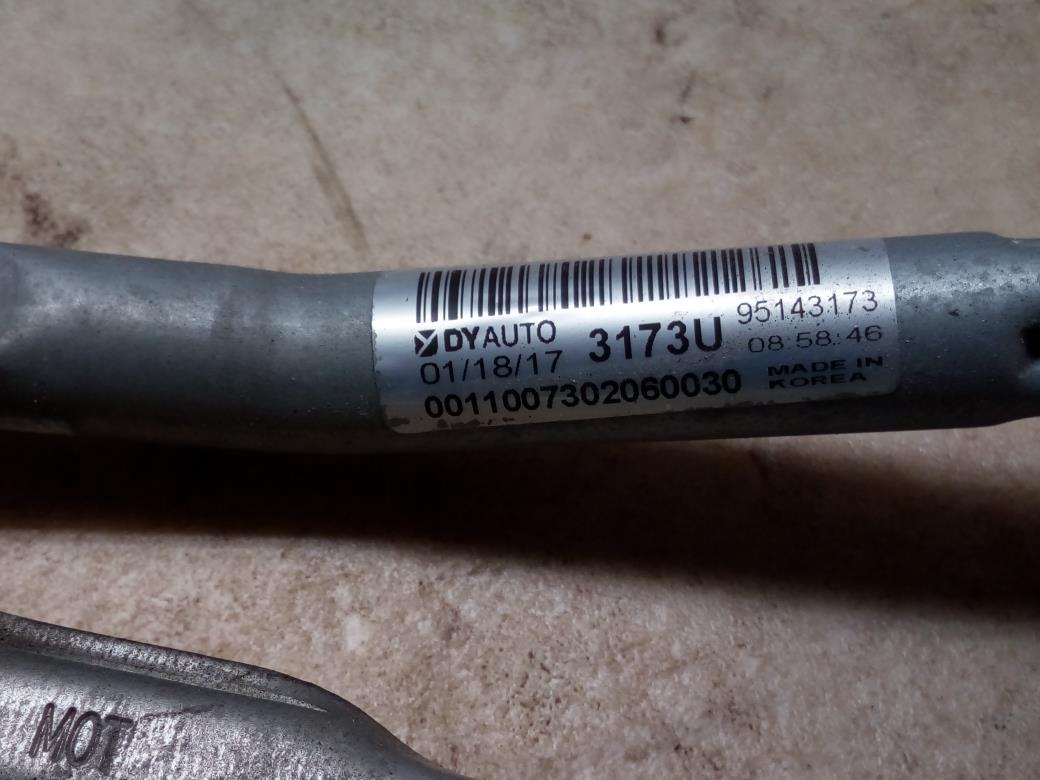 DYAUTO 3173U 95143173
01/18/17 08:58:46
0011007302060030 MADE IN
KOREA
MOT